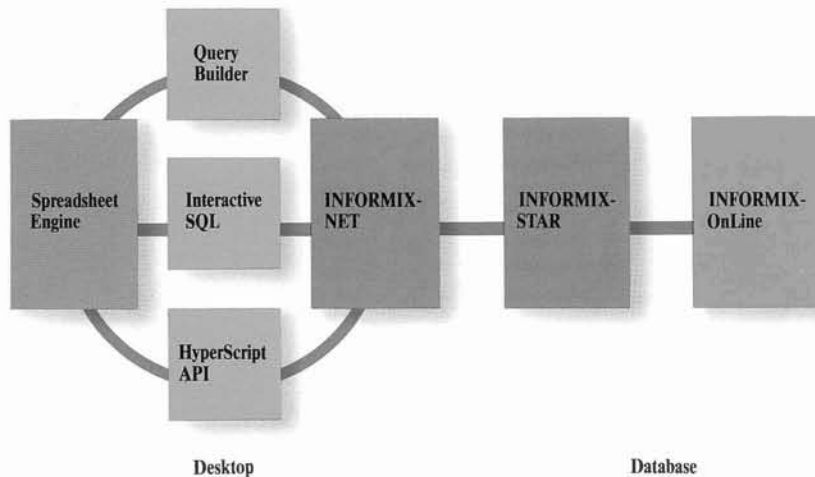 Query
Builder
Spreadsheet
Engine
Interactive
SQL
INFORMIX-
NET
INFORMIX-
STAR
INFORMIX-
OnLine
HyperScript
API
Desktop
Database